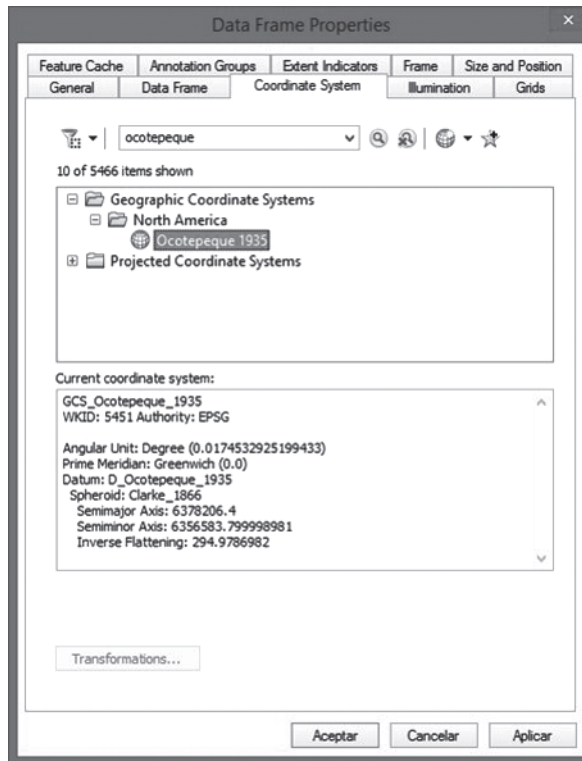 Data Frame Properties
×
Feature Cache Annotation Groups Extent Indicators Frame Size and Position
General Data Frame Coordinate System Illumination Grids
ocotepeque
10 of 5466 items shown
Geographic Coordinate Systems
North America
Ocotepeque 1935
Projected Coordinate Systems
Current coordinate system:
GCS_Ocotepeque_1935
WKID: 5451 Authority: EPSG
Angular Unit: Degree (0.0174532925199433)
Prime Meridian: Greenwich (0.0)
Datum: D_Ocotepeque_1935
Spheroid: Clarke_1866
Semimajor Axis: 6378206.4
Semiminor Axis: 6356583.799998981
Inverse Flattening: 294.9786982
Transformations...
Aceptar Cancelar Aplicar